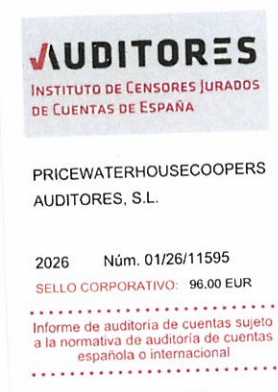 AUDITORES
INSTITUTO DE CENSORES JURADOS
DE CUENTAS DE ESPAÑA
PRICEWATERHOUSECOOPERS
AUDITORES, S.L.
2026 Núm. 01/26/11595
SELLO CORPORATIVO: 96.00 EUR
Informe de auditoría de cuentas sujeto
a la normativa de auditoría de cuentas
española o internacional